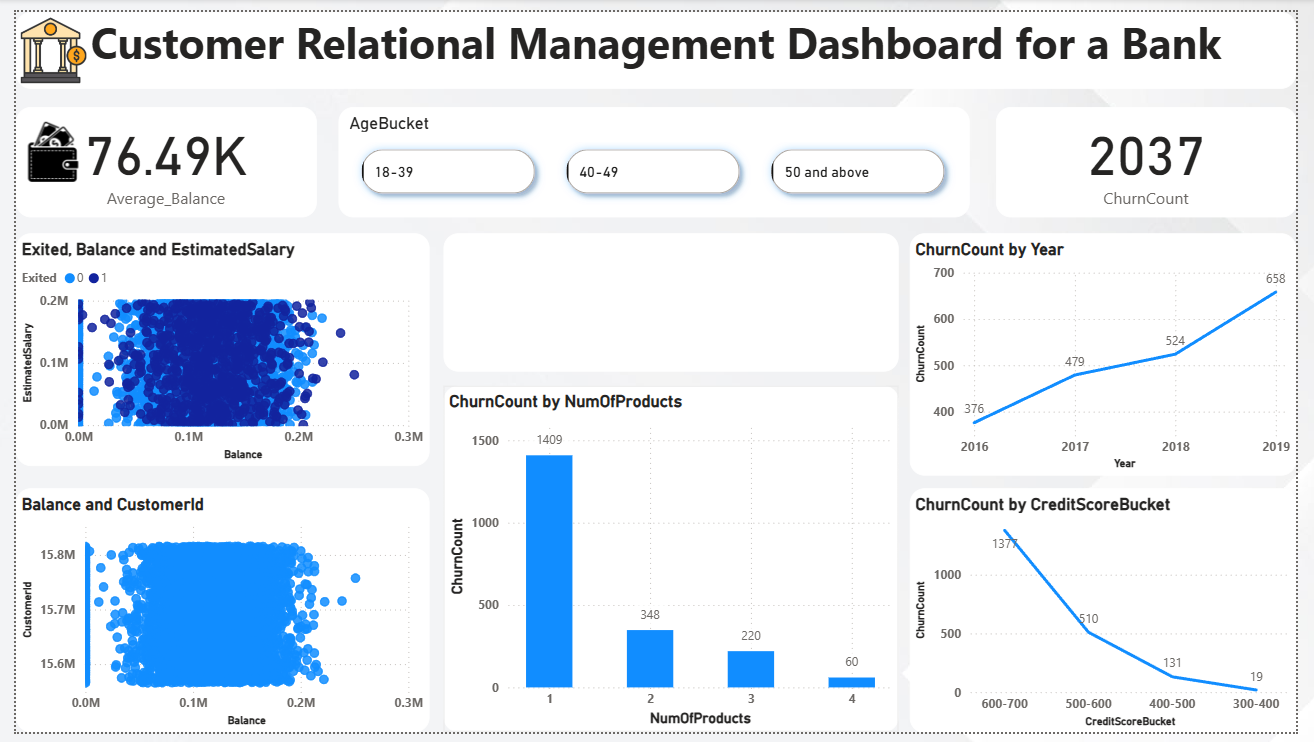 Customer Relational Management Dashboard for a Bank
76.49K
Average_Balance
AgeBucket
18-39
40-49
50 and above
2037
ChurnCount
Exited, Balance and EstimatedSalary
Exited 0 1
EstimatedSalary
0.2M
0.1M
0.0M
0.0M 0.1M 0.2M 0.3M
Balance
Balance and CustomerId
CustomerId
15.8M
15.7M
15.6M
0.0M 0.1M 0.2M 0.3M
Balance
ChurnCount by NumOfProducts
ChurnCount
1500
1000
500
0
1409
348
220
60
1 2 3 4
NumOfProducts
ChurnCount by Year
ChurnCount
700
600
500
400
376
479
524
658
2016 2017 2018 2019
Year
ChurnCount by CreditScoreBucket
ChurnCount
1000
500
0
1377
510
131
19
600-700 500-600 400-500 300-400
CreditScoreBucket